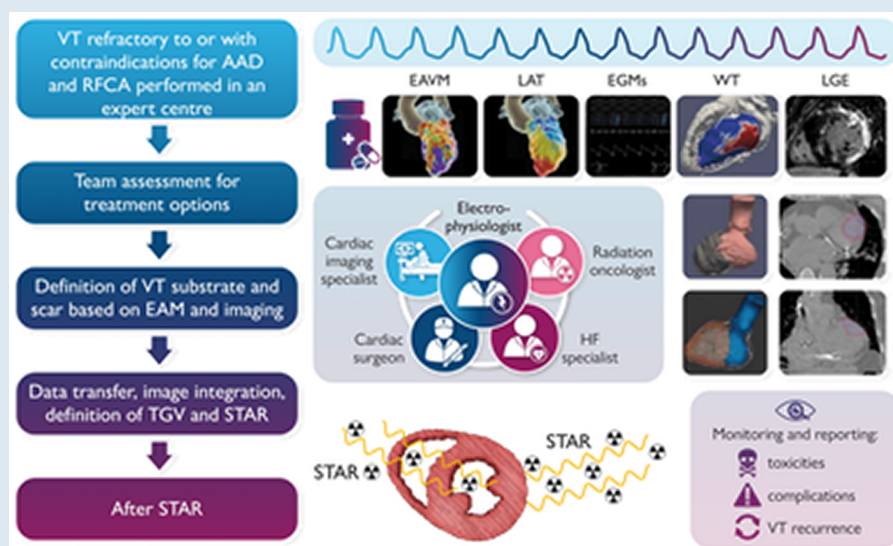 VT refractory to or with
contraindications for AAD
and RFCA performed in an
expert centre
Team assessment for
treatment options
Definition of VT substrate and
scar based on EAM and imaging
Data transfer, image integration,
definition of TGV and STAR
After STAR
EAVM
LAT
EGMs
WT
LGE
Electro-
physiologist
Cardiac
imaging
specialist
Radiation
oncologist
Cardiac
surgeon
HF
specialist
STAR
STAR
Monitoring and reporting:
toxicities
complications
VT recurrence